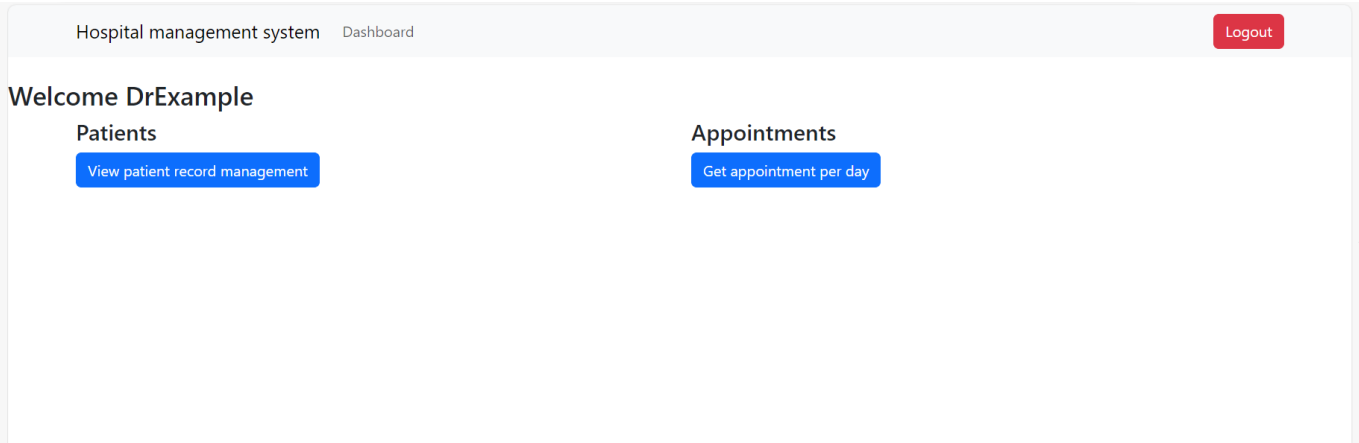 Hospital management system Dashboard Logout
Welcome DrExample
Patients
View patient record management
Appointments
Get appointment per day